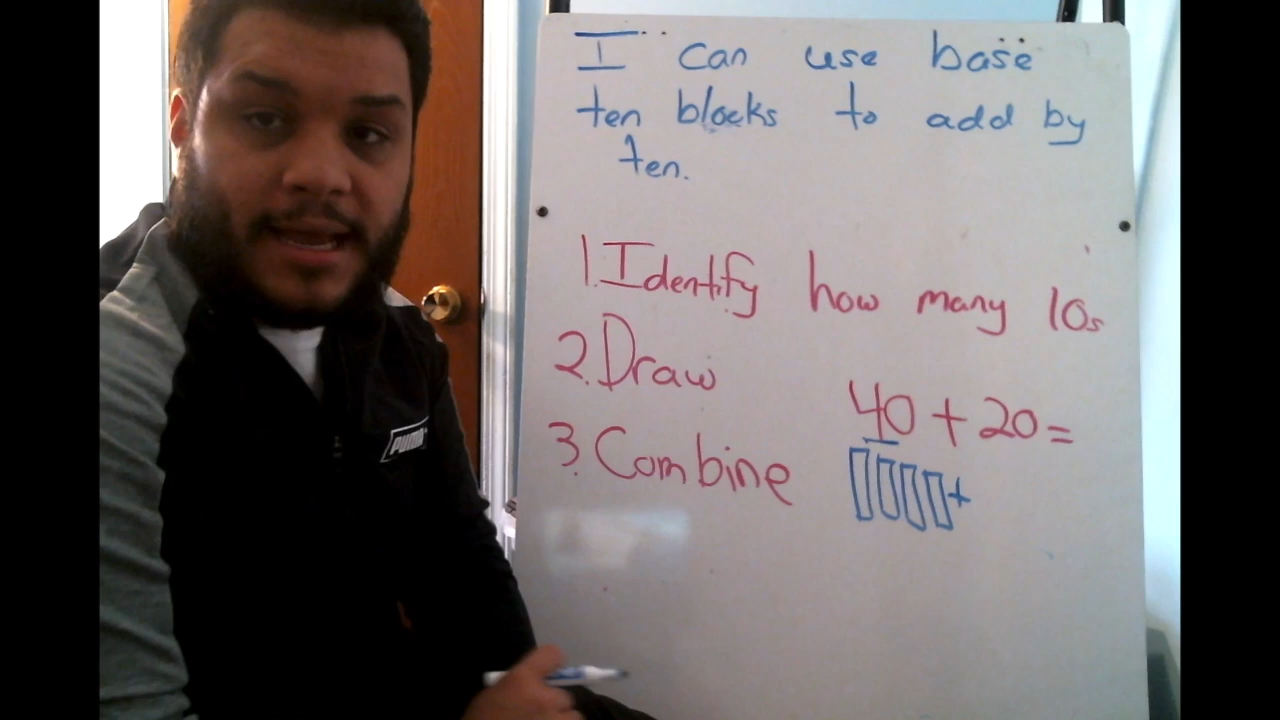 I can use base
ten blocks to add by
ten.
1. Identify how many 10s
2. Draw
3. Combine
40 + 20 =
+
PUMA